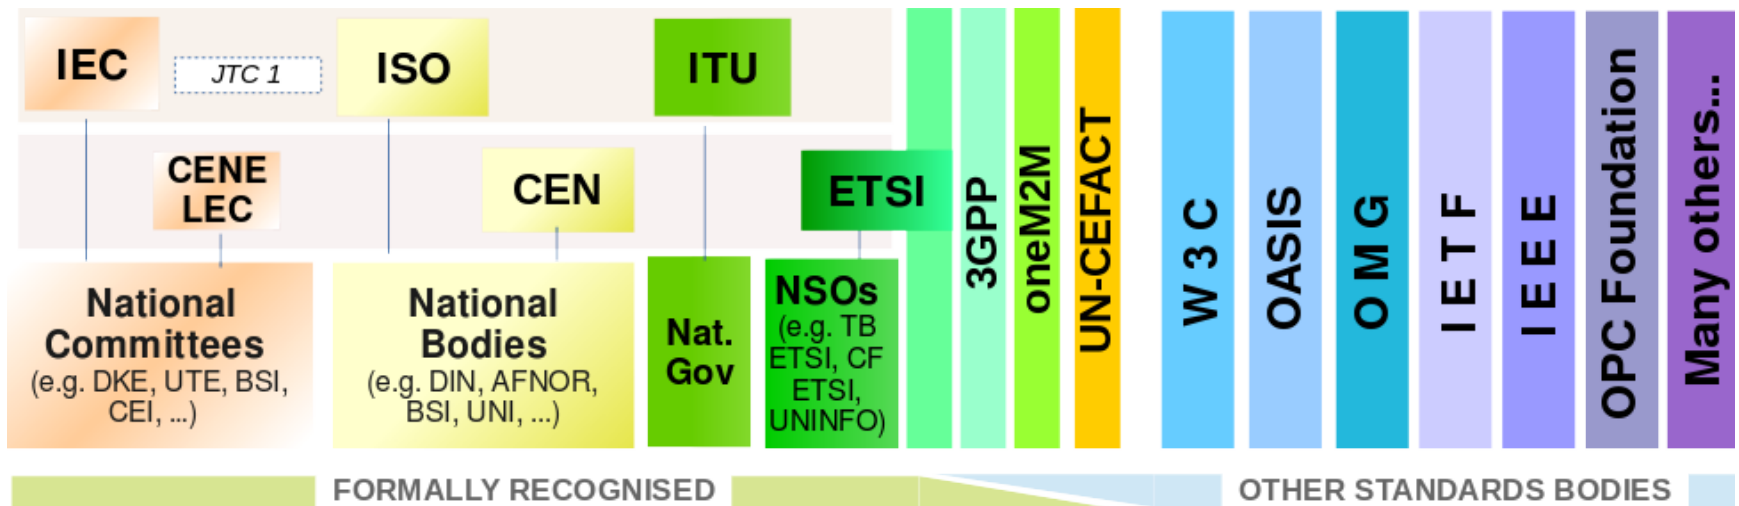 IEC
JTC 1
ISO
ITU
CENE
LEC
CEN
ETSI
National
Committees
(e.g. DKE, UTE, BSI,
CEI, ...)
National
Bodies
(e.g. DIN, AFNOR,
BSI, UNI, ...)
Nat.
Gov
NSOs
(e.g. TB
ETSI, CF
ETSI,
UNINFO)
3GPP
oneM2M
UN-CEFACT
W 3 C
OASIS
O M G
I E T F
I E E E
OPC Foundation
Many others...
FORMALLY RECOGNISED
OTHER STANDARDS BODIES